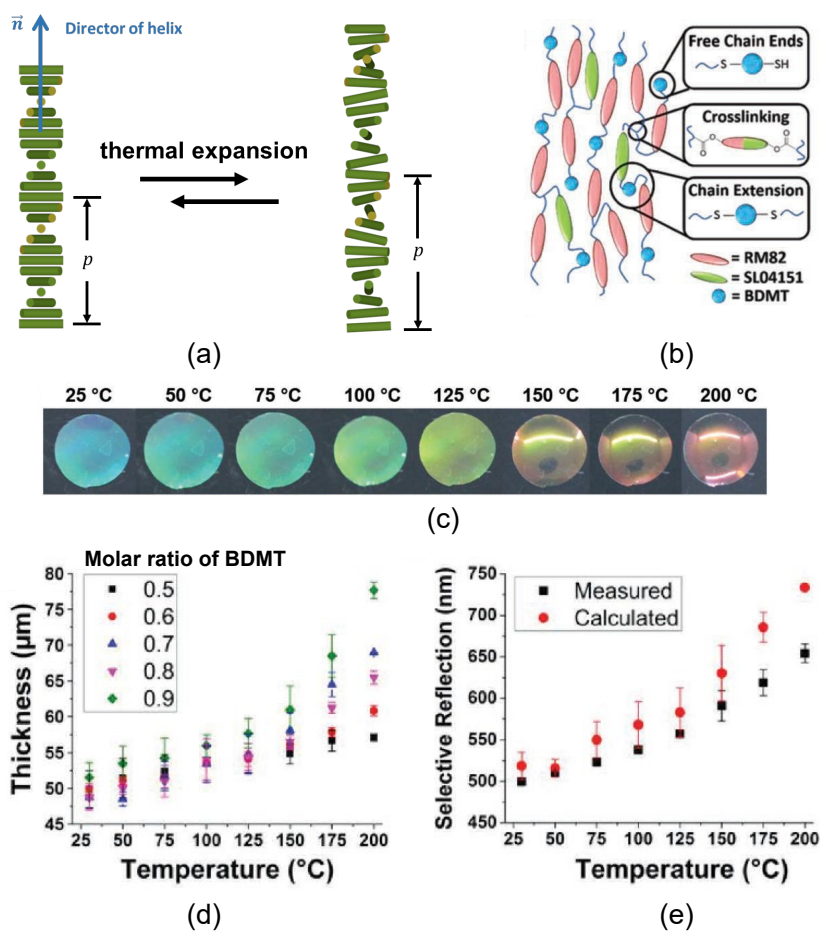 n
Director of helix
thermal expansion
p
p
(a)
Free Chain Ends
S
SH
Crosslinking
O
O
O
O
Chain Extension
S
S
= RM82
= SL04151
= BDMT
(b)
25 °C 50 °C 75 °C 100 °C 125 °C 150 °C 175 °C 200 °C
(c)
Molar ratio of BDMT
0.5
0.6
0.7
0.8
0.9
Thickness (µm)
80
75
70
65
60
55
50
45
25 50 75 100 125 150 175 200
Temperature (°C)
(d)
Measured
Calculated
Selective Reflection (nm)
750
700
650
600
550
500
450
25 50 75 100 125 150 175 200
Temperature (°C)
(e)